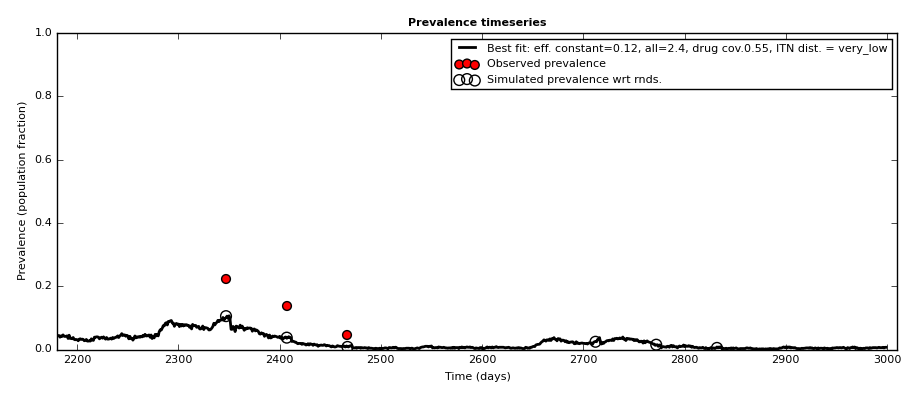 Prevalence timeseries
1.0
0.8
0.6
0.4
0.2
0.0
Prevalence (population fraction)
Best fit: eff. constant=0.12, all=2.4, drug cov.0.55, ITN dist. = very_low
Observed prevalence
Simulated prevalence wrt rnds.
2200 2300 2400 2500 2600 2700 2800 2900 3000
Time (days)